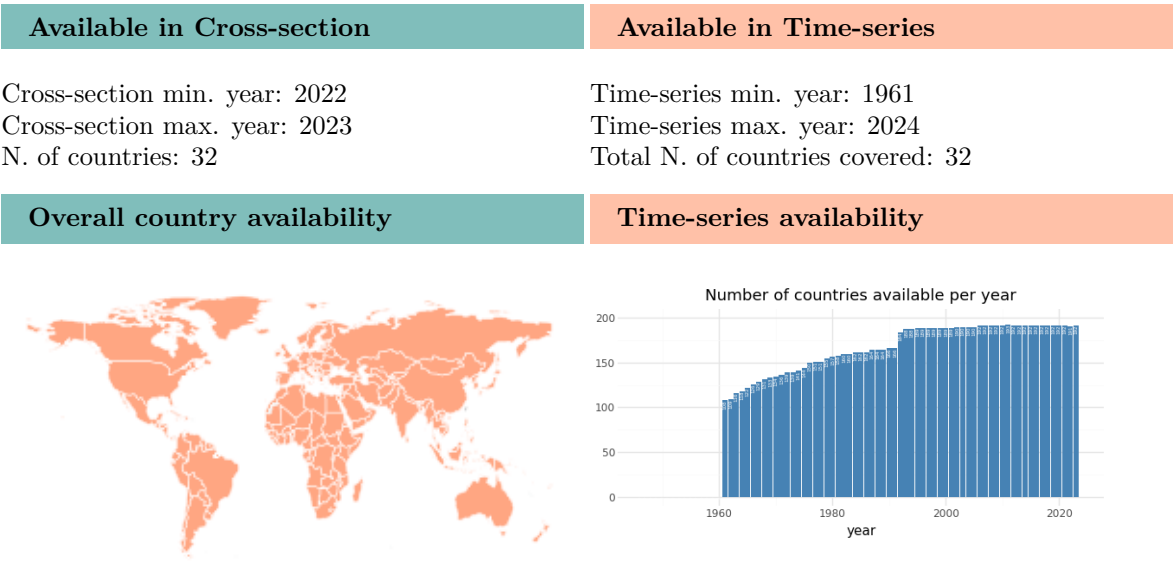 Available in Cross-section
Available in Time-series
Cross-section min. year: 2022
Cross-section max. year: 2023
N. of countries: 32
Time-series min. year: 1961
Time-series max. year: 2024
Total N. of countries covered: 32
Overall country availability
Time-series availability
Number of countries available per year
200
150
100
50
0
1960
1980
2000
2020
year